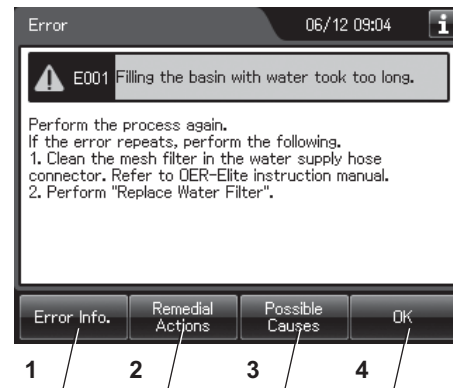 Error 06/12 09:04 i
E001 Filling the basin with water took too long.
Perform the process again.
If the error repeats, perform the following.
1. Clean the mesh filter in the water supply hose
connector. Refer to OER-Elite instruction manual.
2. Perform "Replace Water Filter".
Error Info. Remedial Actions Possible Causes OK
1 2 3 4